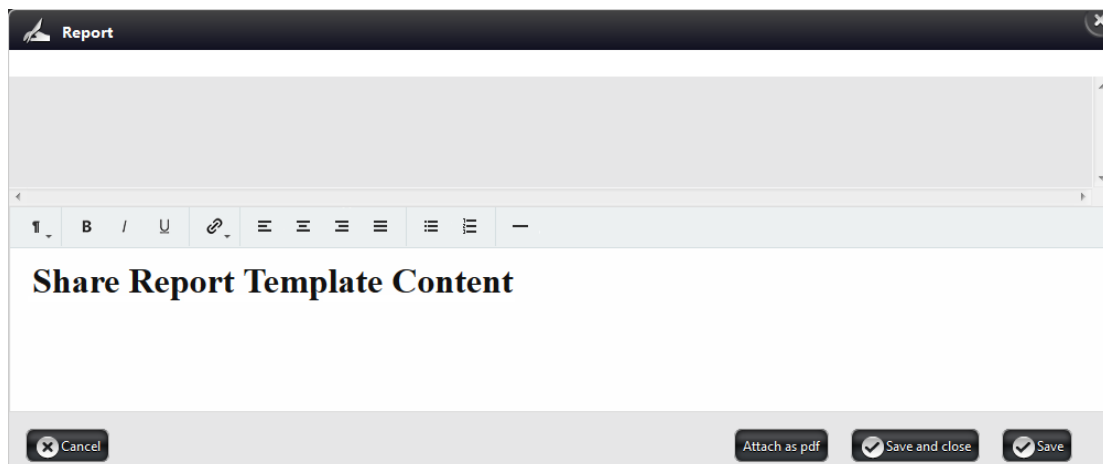 Report
¶ B I U
Share Report Template Content
Cancel Attach as pdf Save and close Save